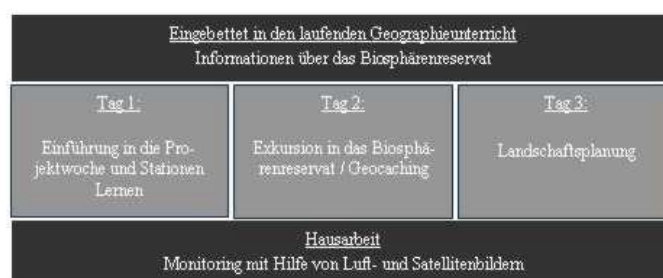 Eingebettet in den laufenden Geographieunterricht
Informationen über das Biosphärenreservat
Tag 1:
Einführung in die Pro-
jektwoche und Stationen
Lernen
Tag 2:
Exkursion in das Biosphä-
renreservat / Geocaching
Tag 3:
Landschaftsplanung
Hausarbeit
Monitoring mit Hilfe von Luft- und Satellitenbildern